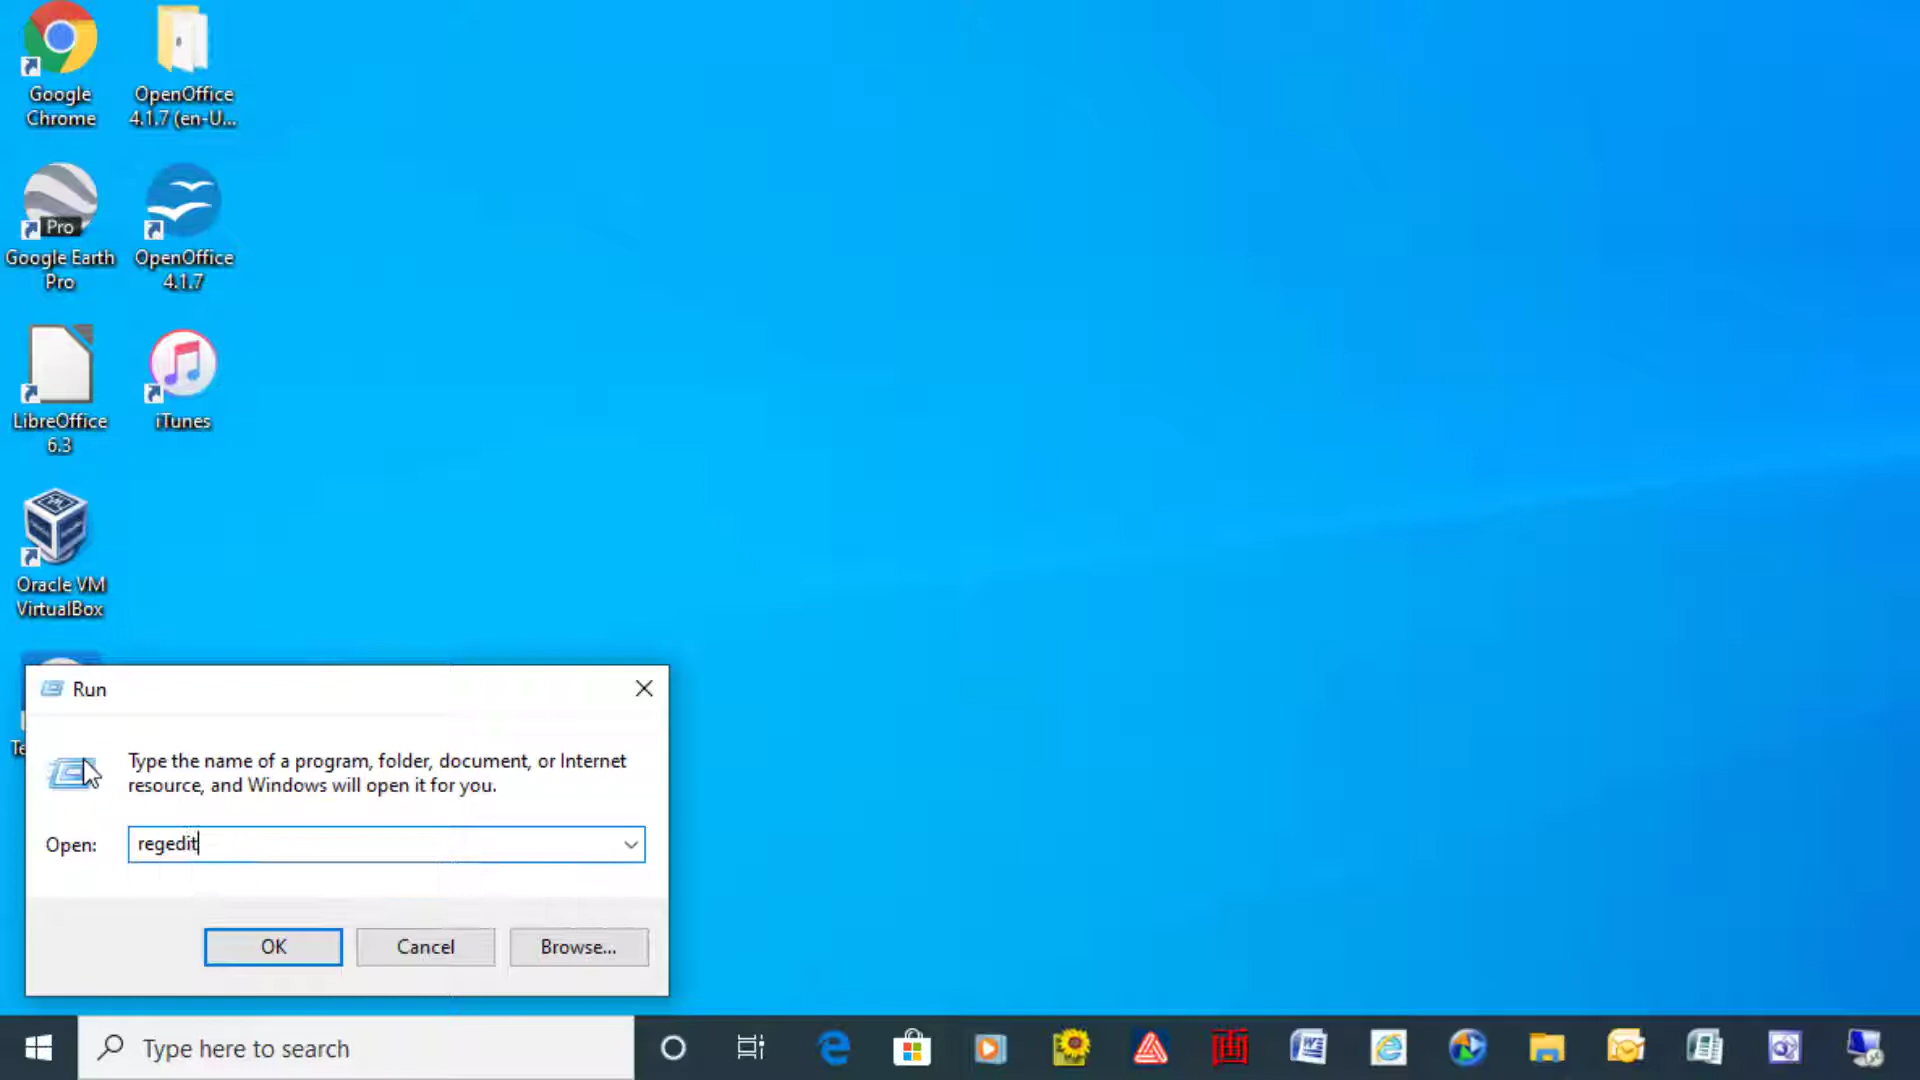 Google
Chrome
OpenOffice
4.1.7 (en-U...
Pro
Google Earth
Pro
OpenOffice
4.1.7
LibreOffice
6.3
iTunes
Oracle VM
VirtualBox
Te
Run
Type the name of a program, folder, document, or Internet
resource, and Windows will open it for you.
Open:
regedit
OK
Cancel
Browse...
Type here to search
画
W